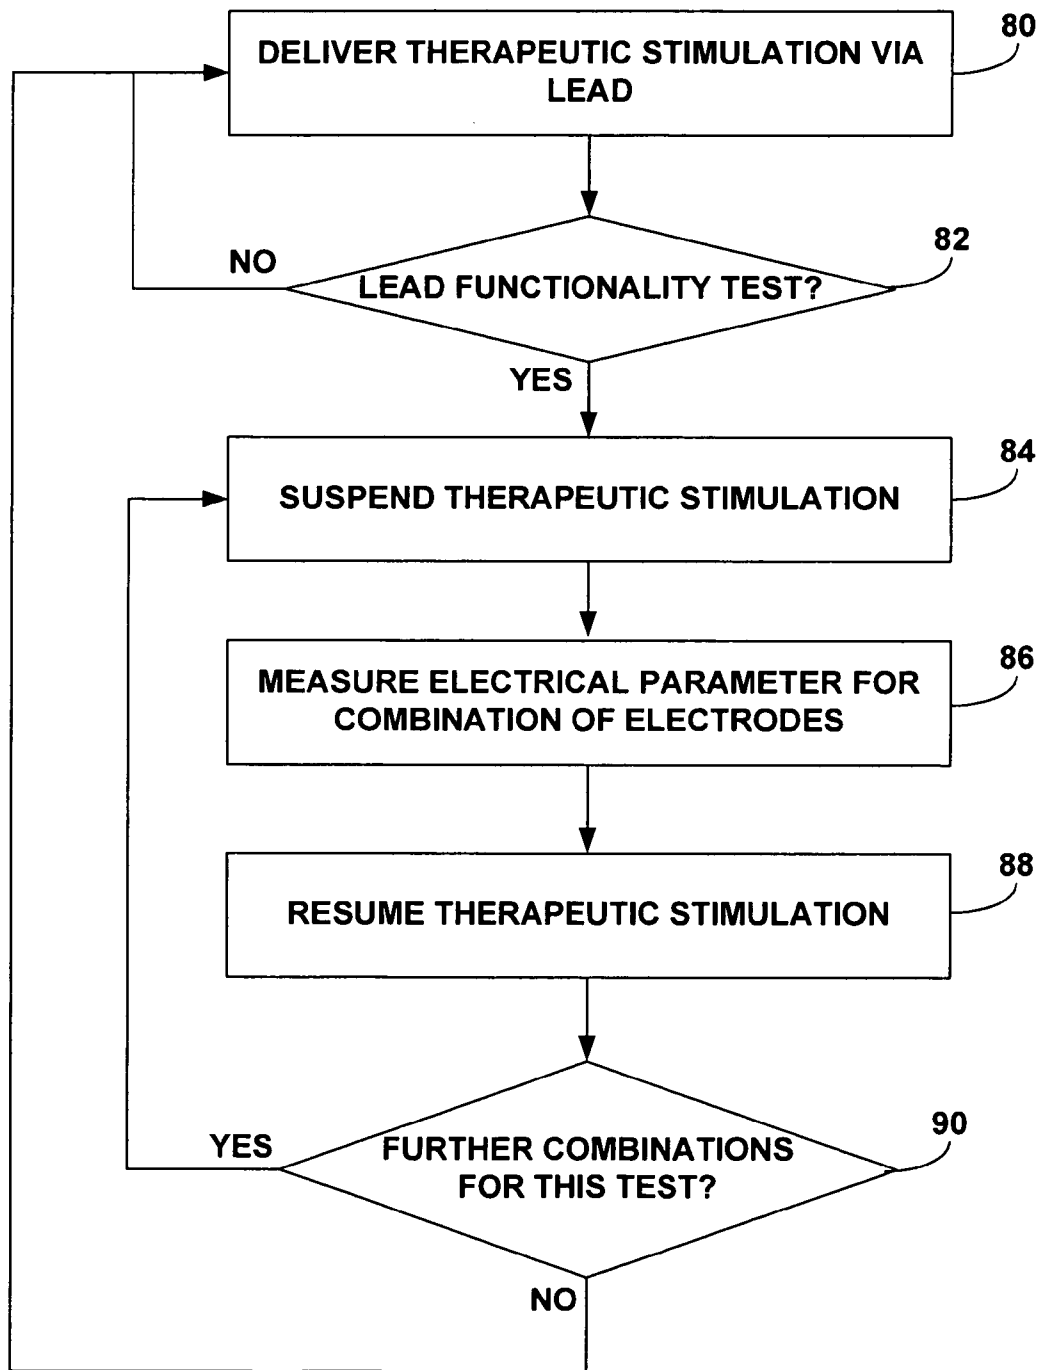 80
DELIVER THERAPEUTIC STIMULATION VIA
LEAD
82
NO
LEAD FUNCTIONALITY TEST?
YES
84
SUSPEND THERAPEUTIC STIMULATION
86
MEASURE ELECTRICAL PARAMETER FOR
COMBINATION OF ELECTRODES
88
RESUME THERAPEUTIC STIMULATION
90
YES
FURTHER COMBINATIONS
FOR THIS TEST?
NO